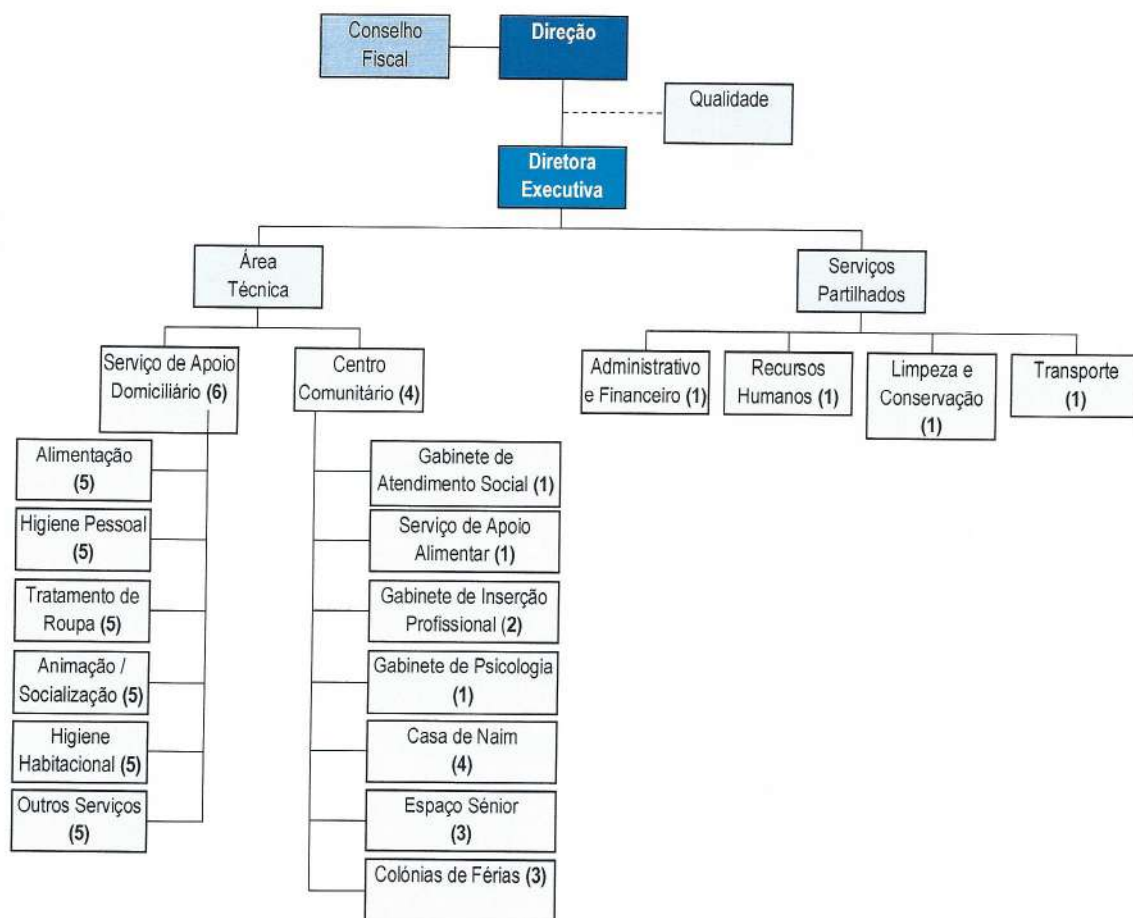 Conselho
Fiscal
Direção
Qualidade
Diretora
Executiva
Área
Técnica
Serviços
Partilhados
Serviço de Apoio
Domiciliário (6)
Centro
Comunitário (4)
Administrativo
e Financeiro (1)
Recursos
Humanos (1)
Limpeza e
Conservação
(1)
Transporte
(1)
Alimentação
(5)
Higiene Pessoal
(5)
Tratamento de
Roupa (5)
Animação /
Socialização (5)
Higiene
Habitacional (5)
Outros Serviços
(5)
Gabinete de
Atendimento Social (1)
Serviço de Apoio
Alimentar (1)
Gabinete de Inserção
Profissional (2)
Gabinete de Psicologia
(1)
Casa de Naim
(4)
Espaço Sénior
(3)
Colónias de Férias (3)